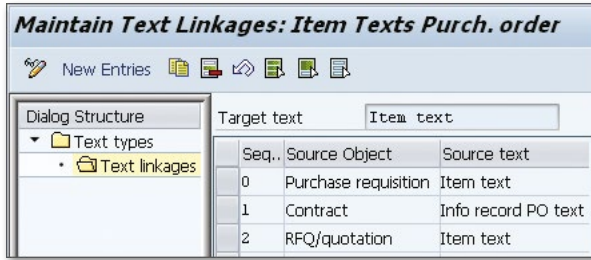 Maintain Text Linkages: Item Texts Purch. order
New Entries
Dialog Structure
Text types
Text linkages
Target text Item text
Seq.. Source Object Source text
0 Purchase requisition Item text
1 Contract Info record PO text
2 RFQ/quotation Item text